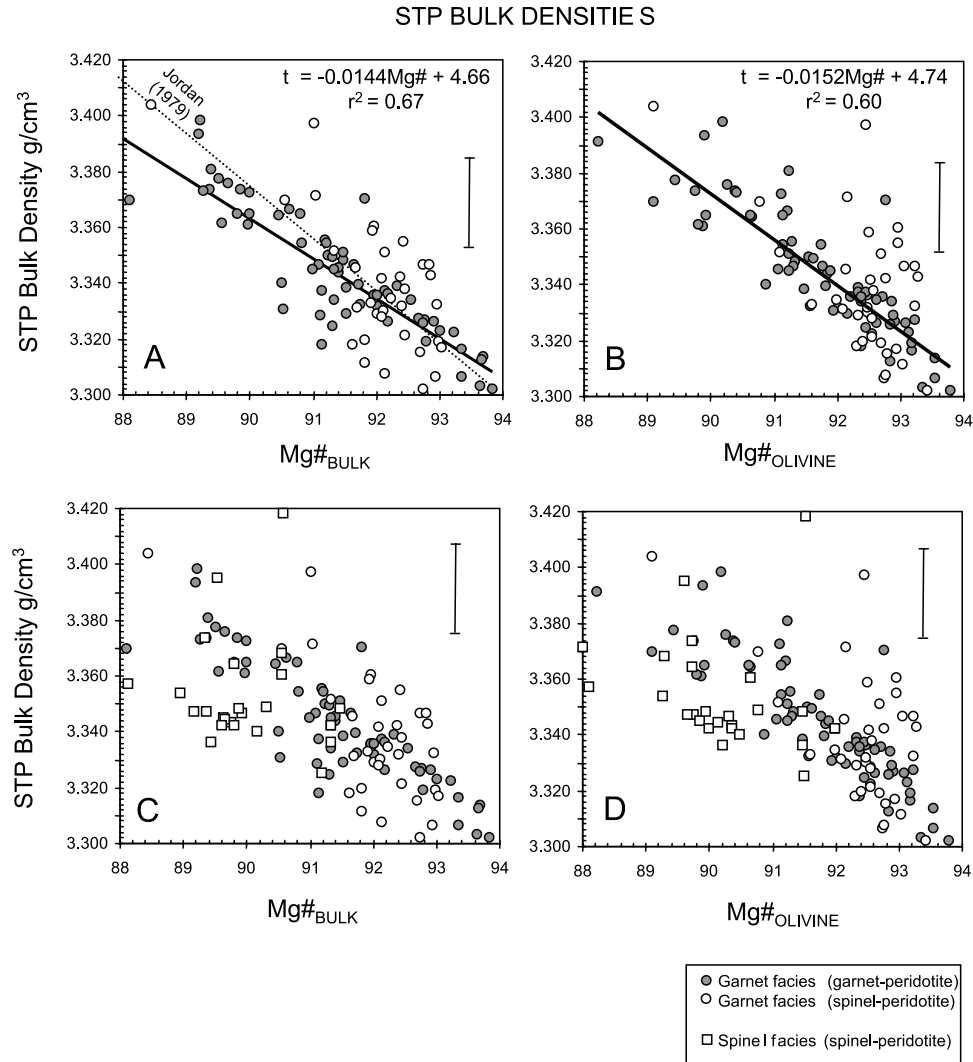 STP BULK DENSITIE S
3.420
3.400
3.380
3.360
3.340
3.320
3.300
88 89 90 91 92 93 94
STP Bulk Density g/cm³
Mg#BULK
Jordan
(1979)
t = -0.0144Mg# + 4.66
r² = 0.67
A
3.420
3.400
3.380
3.360
3.340
3.320
3.300
88 89 90 91 92 93 94
Mg#OLIVINE
t = -0.0152Mg# + 4.74
r² = 0.60
B
3.420
3.400
3.380
3.360
3.340
3.320
3.300
88 89 90 91 92 93 94
STP Bulk Density g/cm³
Mg#BULK
C
3.420
3.400
3.380
3.360
3.340
3.320
3.300
88 89 90 91 92 93 94
Mg#OLIVINE
D
Garnet facies (garnet-peridotite)
Garnet facies (spinel-peridotite)
Spine l facies (spinel-peridotite)